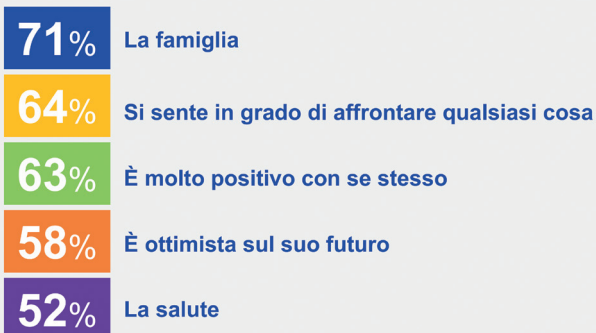 71% La famiglia
64% Si sente in grado di affrontare qualsiasi cosa
63% È molto positivo con se stesso
58% È ottimista sul suo futuro
52% La salute